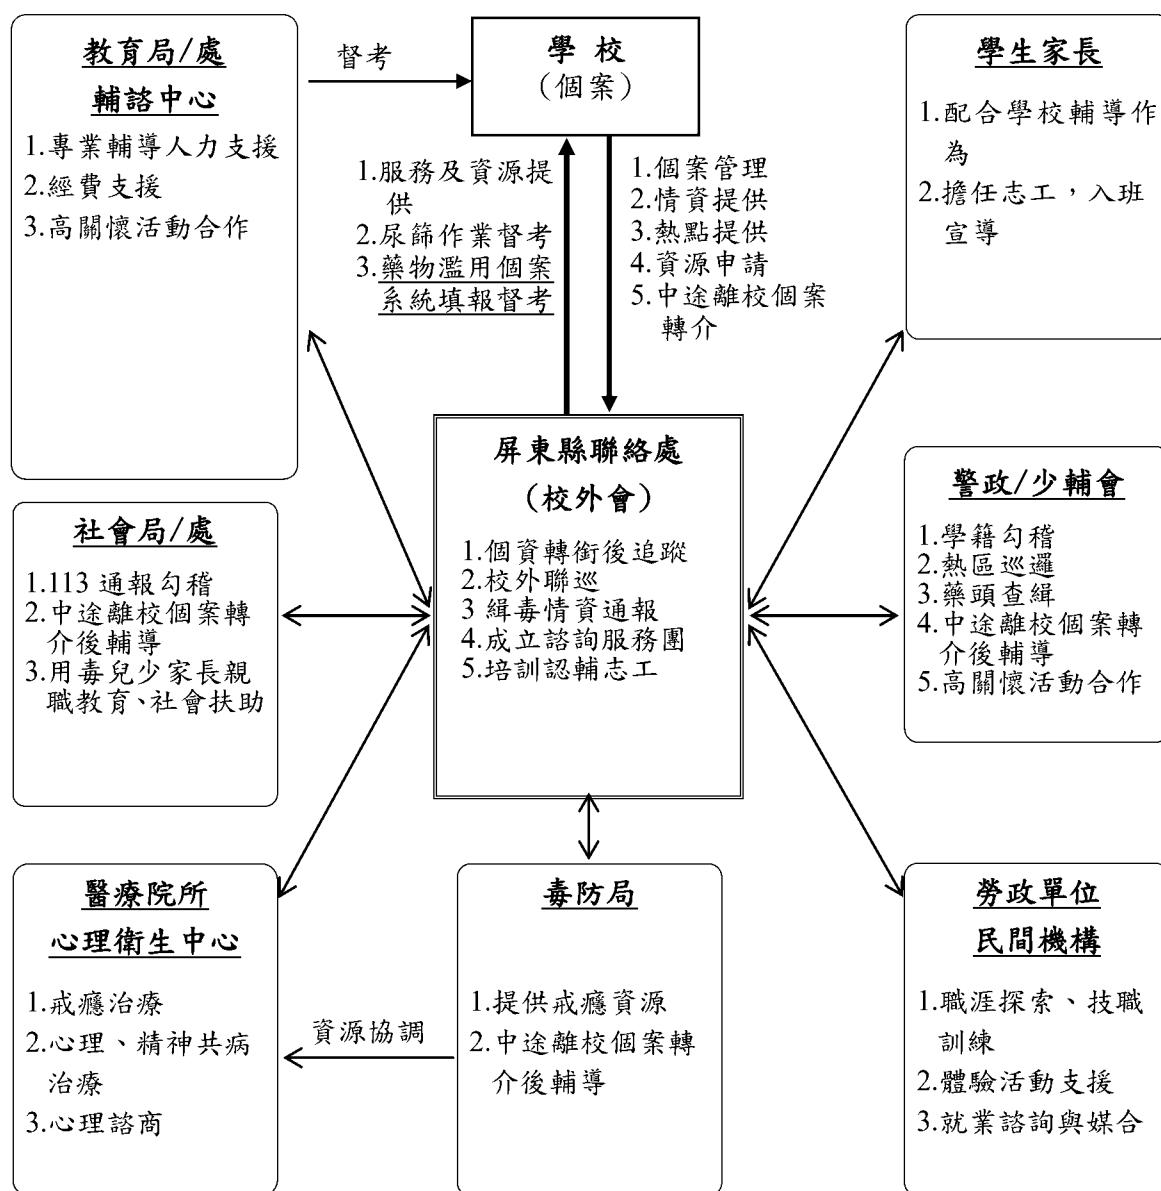 教育局/處
輔諮中心
1.專業輔導人力支援
2.經費支援
3.高關懷活動合作
督考
學校
（個案）
學生家長
1.配合學校輔導作
為
2.擔任志工，入班
宣導
1.服務及資源提
供
2.尿篩作業督考
3.藥物濫用個案
系統填報督考
1.個案管理
2.情資提供
3.熱點提供
4.資源申請
5.中途離校個案
轉介
屏東縣聯絡處
（校外會）
1.個資轉銜後追蹤
2.校外聯巡
3 緝毒情資通報
4.成立諮詢服務團
5.培訓認輔志工
社會局/處
1.113 通報勾稽
2.中途離校個案轉
介後輔導
3.用毒兒少家長親
職教育、社會扶助
警政/少輔會
1.學籍勾稽
2.熱區巡邏
3.藥頭查緝
4.中途離校個案轉
介後輔導
5.高關懷活動合作
醫療院所
心理衛生中心
1.戒癮治療
2.心理、精神共病
治療
3.心理諮商
資源協調
毒防局
1.提供戒癮資源
2.中途離校個案轉
介後輔導
勞政單位
民間機構
1.職涯探索、技職
訓練
2.體驗活動支援
3.就業諮詢與媒合